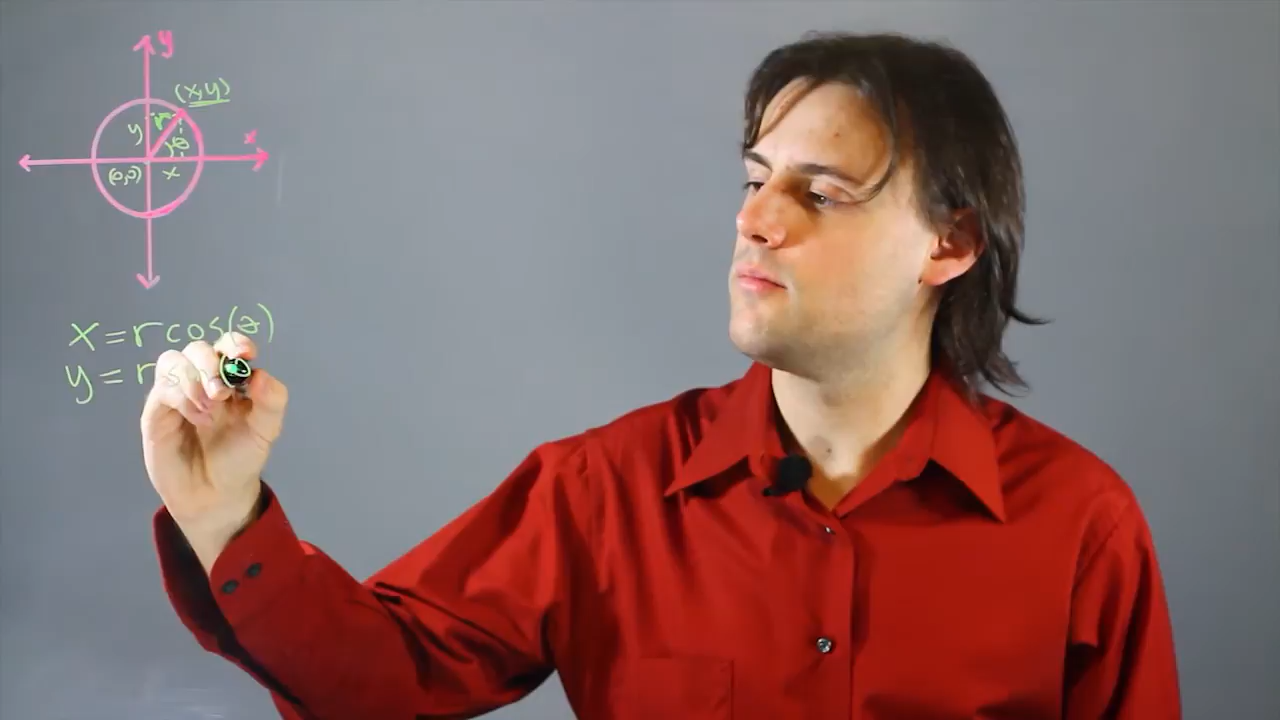 y
(x,y)
r
y
θ
x
(0,0)
x
x = r cos(z)
y = r